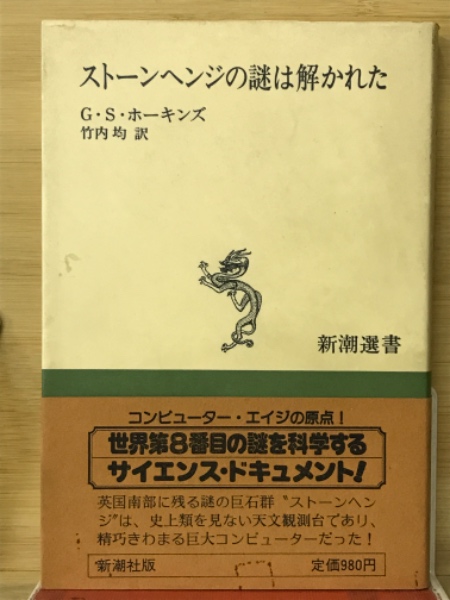 ストーンヘンジの謎は解かれた
G・S・ホーキンズ
竹内 均 訳
新潮選書
コンピューター・エイジの原点!
世界第8番目の謎を科学する
サイエンス・ドキュメント!
英国南部に残る謎の巨石群〝ストーンヘン
ジ〟は、史上類を見ない天文観測台であり、
精巧きわまる巨大コンピューターだった!
新潮社版 定価980円